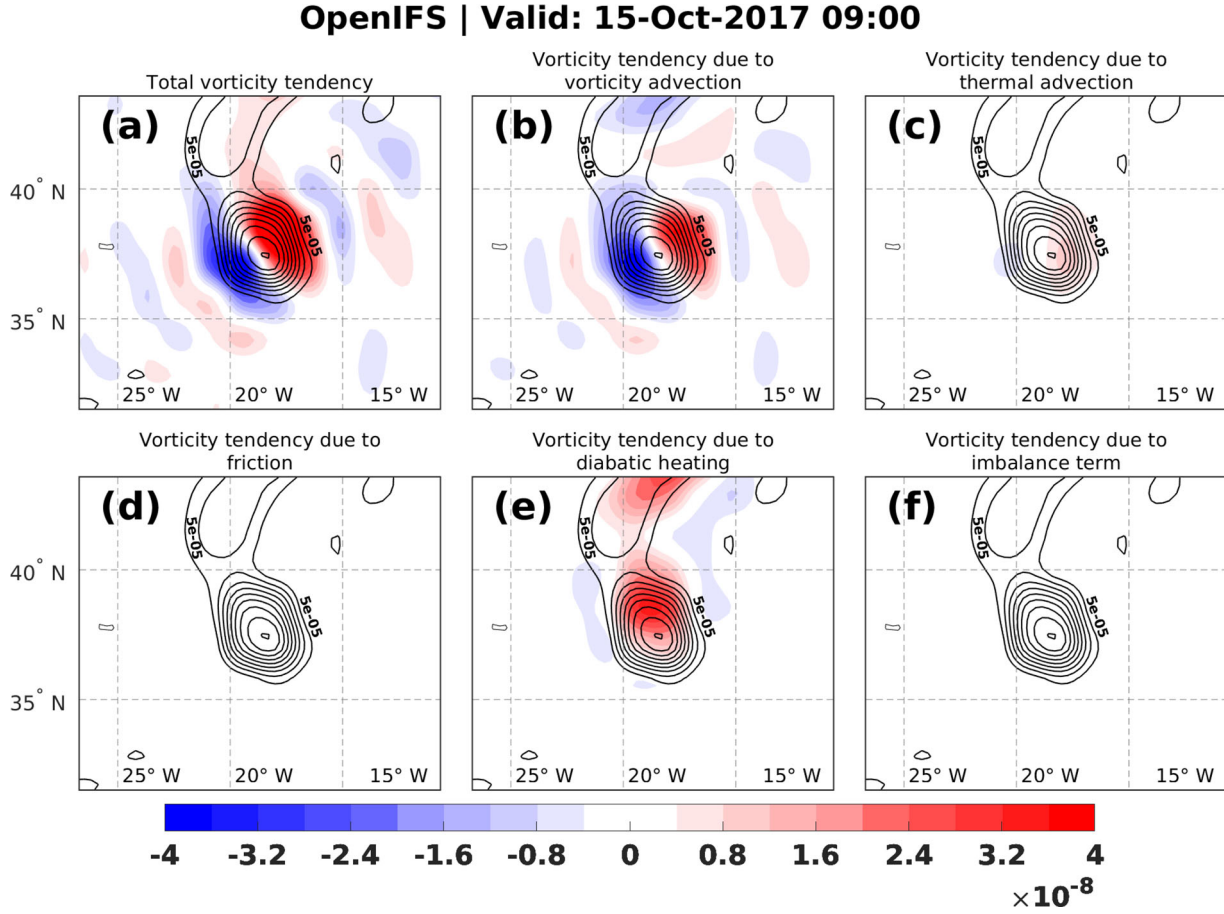 OpenIFS | Valid: 15-Oct-2017 09:00
Total vorticity tendency
Vorticity tendency due to
vorticity advection
Vorticity tendency due to
thermal advection
(a)
(b)
(c)
5e-05
5e-05
5e-05
5e-05
5e-05
5e-05
40° N
35° N
25° W 20° W 15° W
25° W 20° W 15° W
25° W 20° W 15° W
Vorticity tendency due to
friction
Vorticity tendency due to
diabatic heating
Vorticity tendency due to
imbalance term
(d)
(e)
(f)
5e-05
5e-05
5e-05
5e-05
5e-05
5e-05
40° N
35° N
25° W 20° W 15° W
25° W 20° W 15° W
25° W 20° W 15° W
-4 -3.2 -2.4 -1.6 -0.8 0 0.8 1.6 2.4 3.2 4
×10⁻⁸